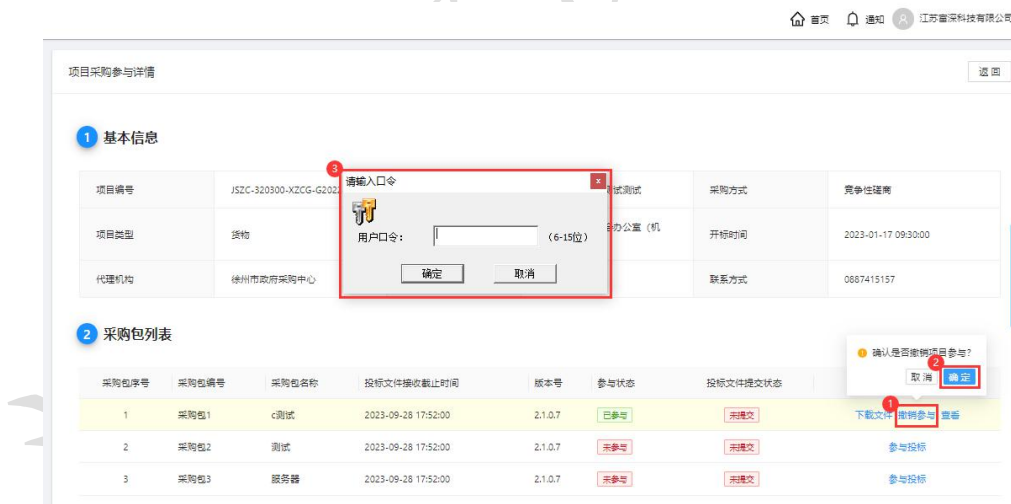 首页 通知 江苏富深科技有限公司
项目采购参与详情 返回
1 基本信息
3
请输入口令 x
用户口令: (6-15位)
确定 取消
项目编号 JSZC-320300-XZCG-G202 测试测试 采购方式 竞争性磋商
项目类型 货物 办公室（机 开标时间 2023-01-17 09:30:00
代理机构 徐州市政府采购中心 联系方式 0887415157
2 采购包列表
确认是否撤销项目参与?
2
取消 确定
采购包序号 采购包编号 采购包名称 投标文件接收截止时间 版本号 参与状态 投标文件提交状态
1
1 采购包1 c测试 2023-09-28 17:52:00 2.1.0.7 已参与 未提交 下载文件 撤销参与 查看
2 采购包2 测试 2023-09-28 17:52:00 2.1.0.7 未参与 未提交 参与投标
3 采购包3 服务器 2023-09-28 17:52:00 2.1.0.7 未参与 未提交 参与投标